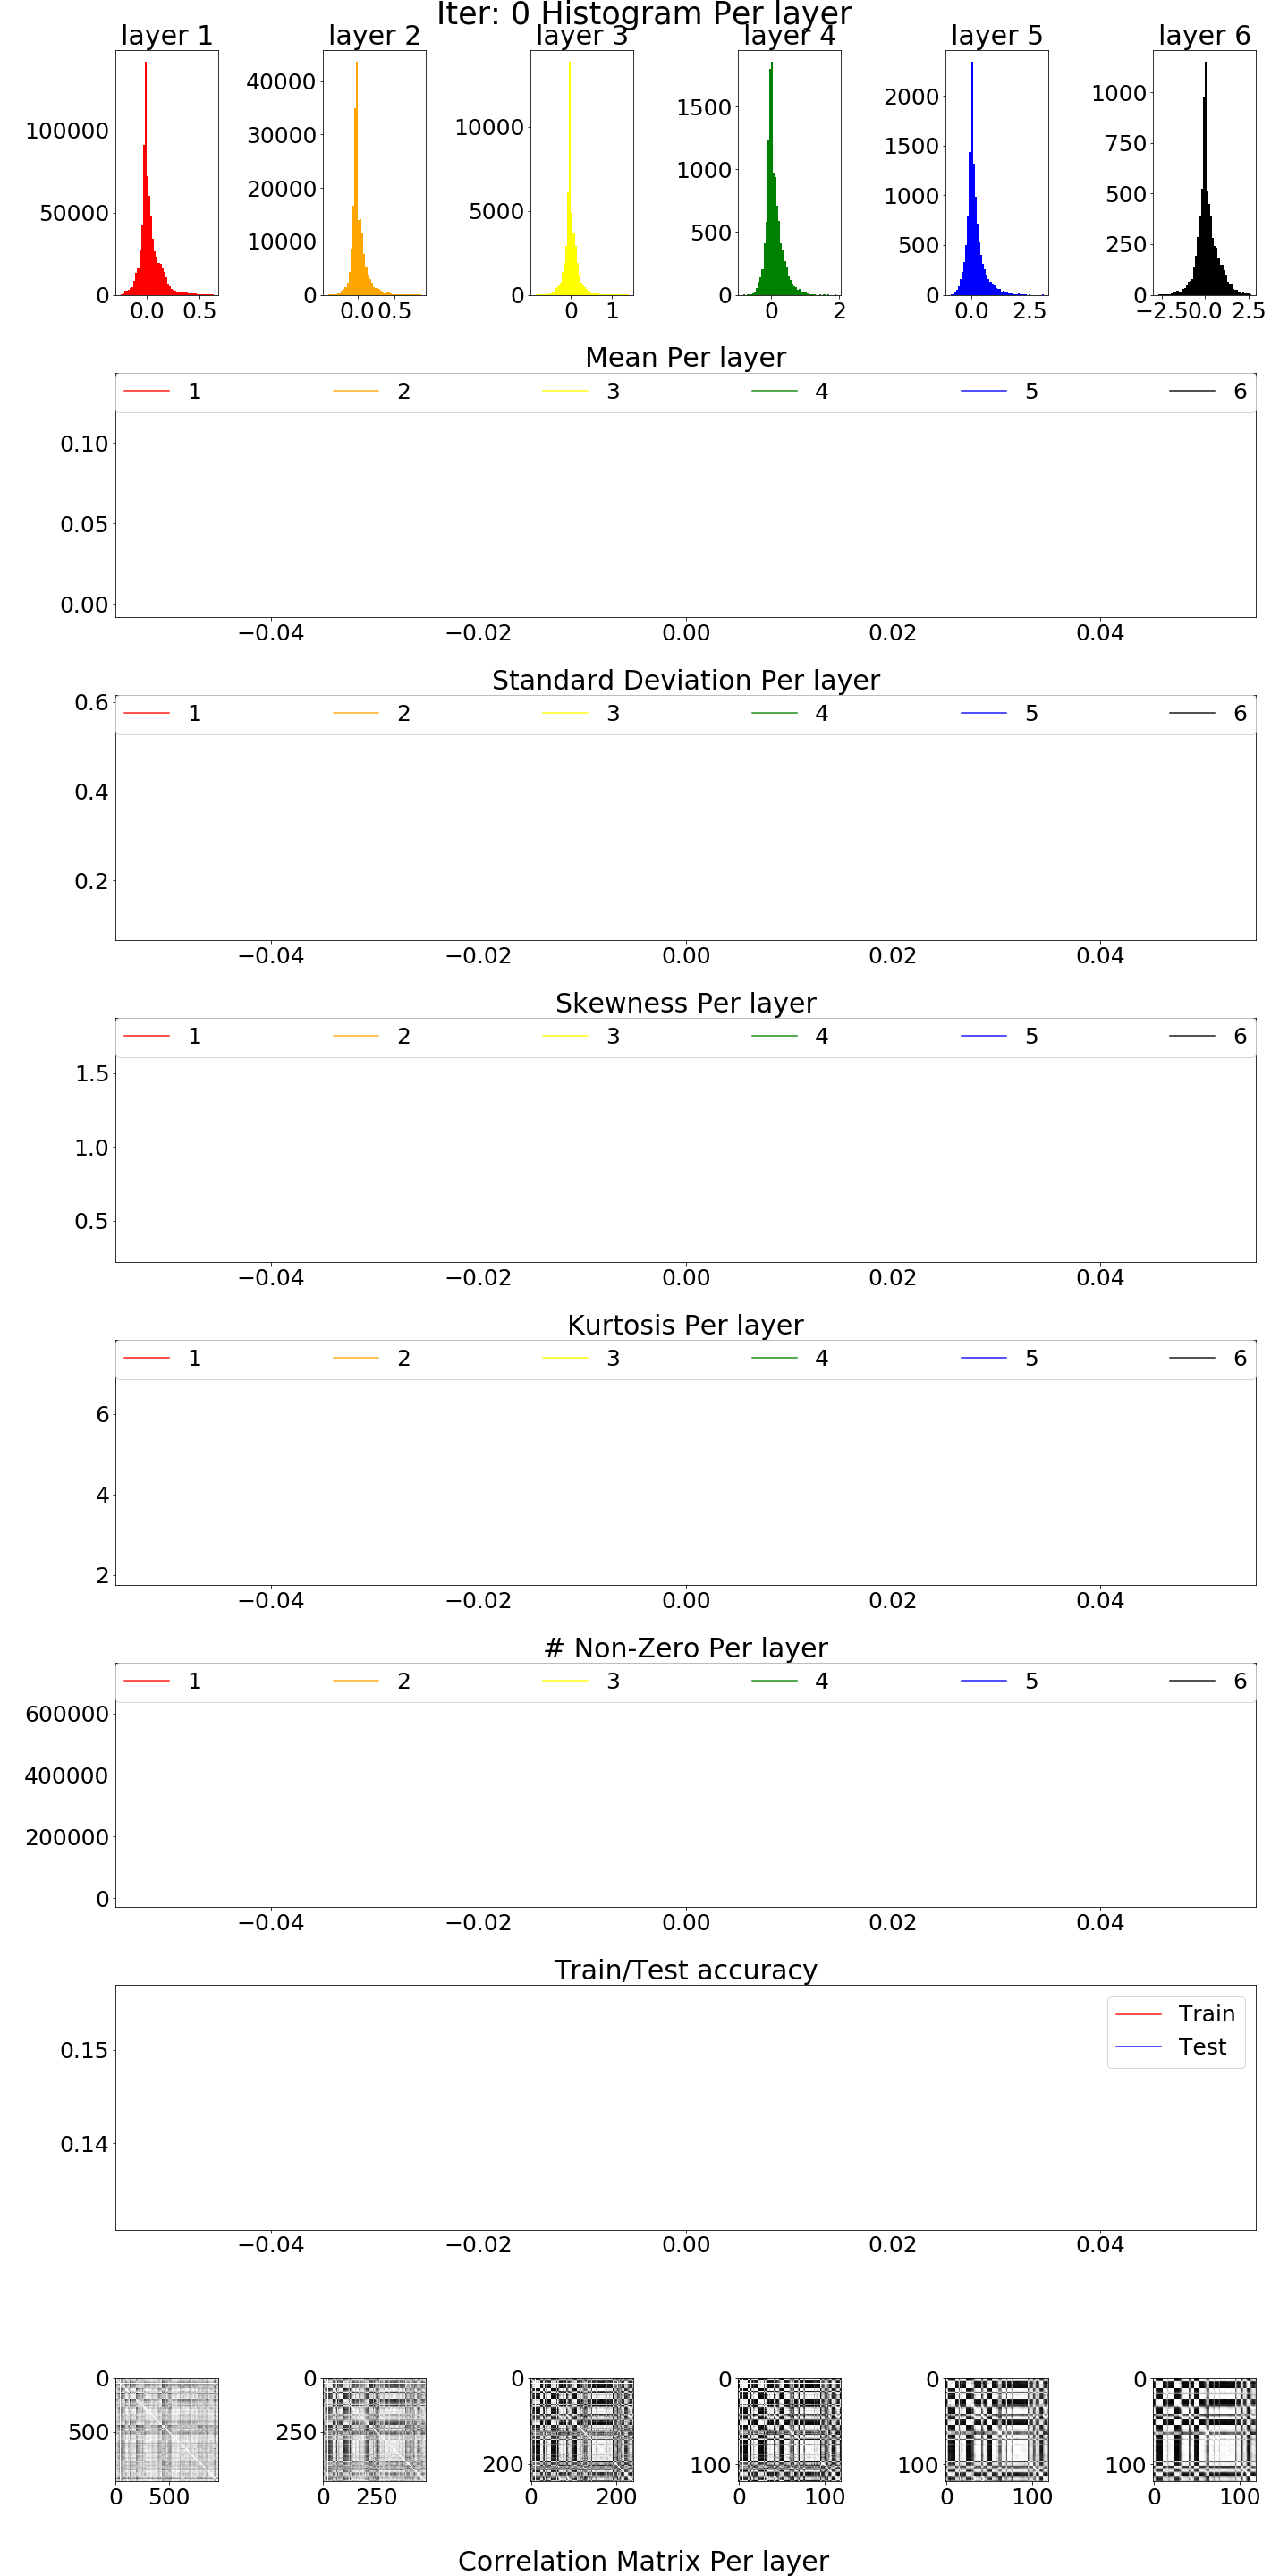 Iter: 0 Histogram Per layer
layer 1 layer 2 layer 3 layer 4 layer 5 layer 6
100000 50000 0 0.0 0.5
40000 30000 20000 10000 0 0.0 0.5
10000 5000 0 0 1
1500 1000 500 0 0 2
2000 1500 1000 500 0 0.0 2.5
1000 750 500 250 0 −2.5 0.0 2.5
Mean Per layer
1 2 3 4 5 6
0.10
0.05
0.00
−0.04 −0.02 0.00 0.02 0.04
Standard Deviation Per layer
0.6
1 2 3 4 5 6
0.4
0.2
−0.04 −0.02 0.00 0.02 0.04
Skewness Per layer
1 2 3 4 5 6
1.5
1.0
0.5
−0.04 −0.02 0.00 0.02 0.04
Kurtosis Per layer
1 2 3 4 5 6
6
4
2
−0.04 −0.02 0.00 0.02 0.04
# Non-Zero Per layer
1 2 3 4 5 6
600000
400000
200000
0
−0.04 −0.02 0.00 0.02 0.04
Train/Test accuracy
Train
Test
0.15
0.14
−0.04 −0.02 0.00 0.02 0.04
0 500 0 500
0 250 0 250
0 200 0 200
0 100 0 100
0 100 0 100
0 100 0 100
Correlation Matrix Per layer